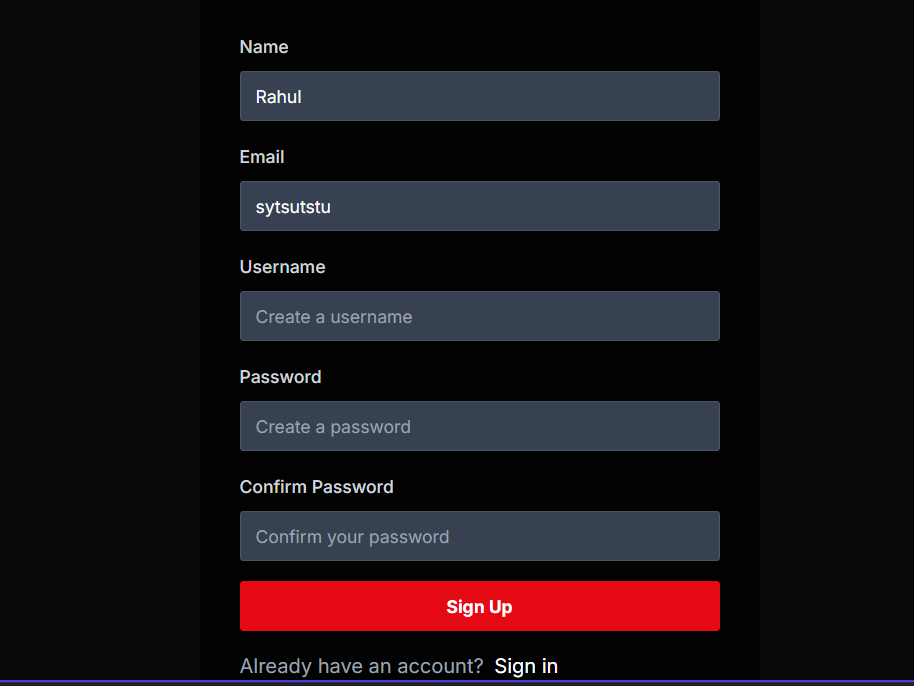 Name
Rahul
Email
sytsutstu
Username
Create a username
Password
Create a password
Confirm Password
Confirm your password
Sign Up
Already have an account? Sign in